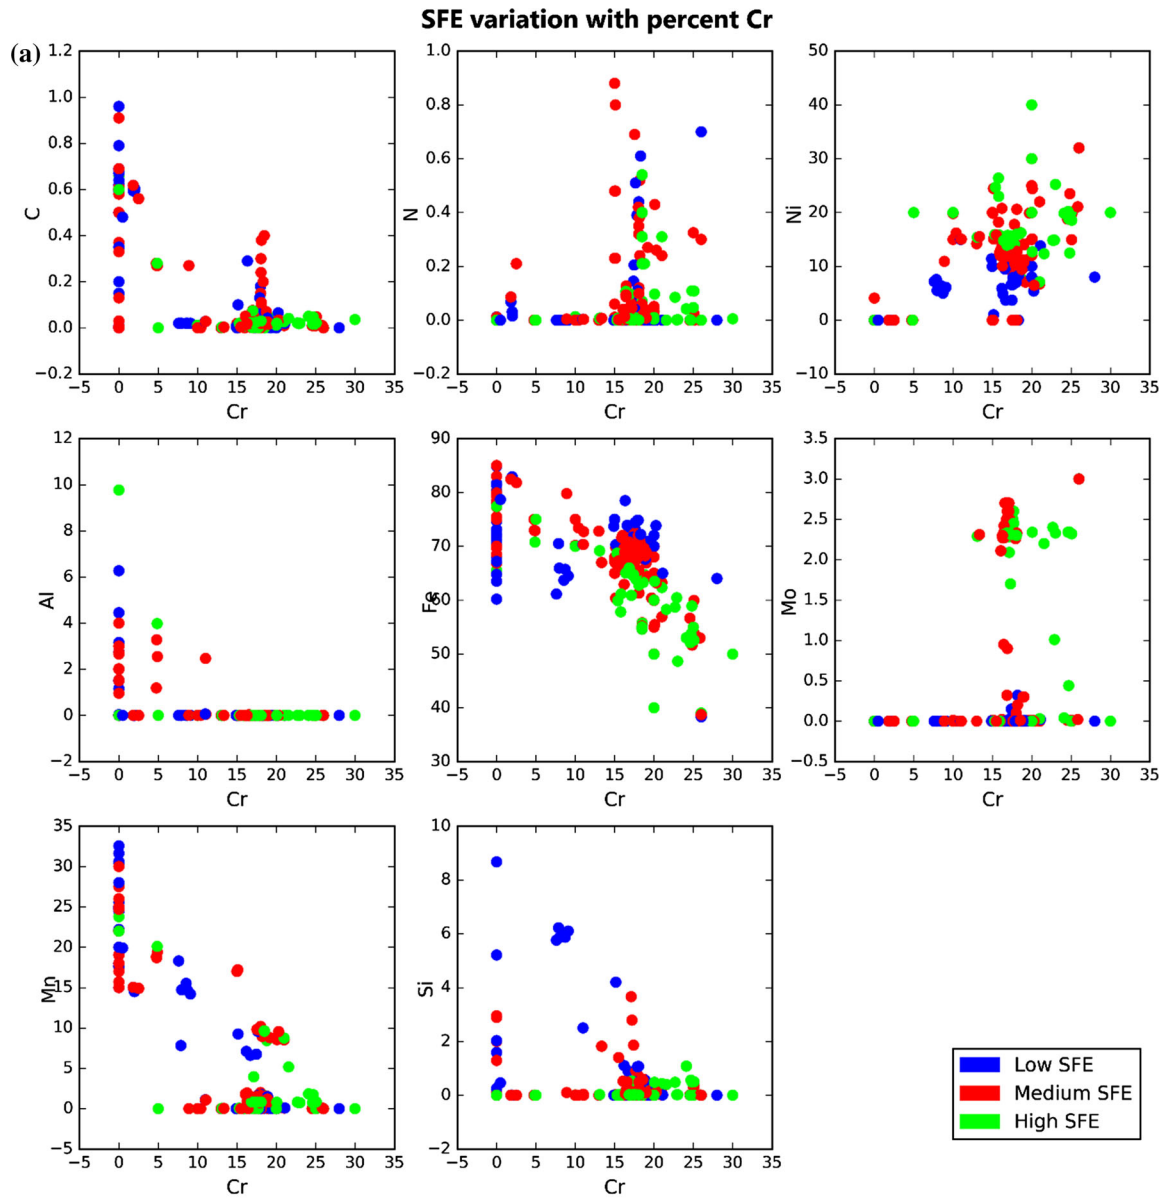 SFE variation with percent Cr
(a)
1.2
1.0
0.8
0.6
0.4
0.2
0.0
−0.2
C
−5 0 5 10 15 20 25 30 35
Cr
1.0
0.8
0.6
0.4
0.2
0.0
−0.2
N
−5 0 5 10 15 20 25 30 35
Cr
50
40
30
20
10
0
−10
Ni
−5 0 5 10 15 20 25 30 35
Cr
12
10
8
6
4
2
0
−2
Al
−5 0 5 10 15 20 25 30 35
Cr
90
80
70
60
50
40
30
Fe
−5 0 5 10 15 20 25 30 35
Cr
3.5
3.0
2.5
2.0
1.5
1.0
0.5
0.0
−0.5
Mo
−5 0 5 10 15 20 25 30 35
Cr
35
30
25
20
15
10
5
0
−5
Mn
−5 0 5 10 15 20 25 30 35
Cr
10
8
6
4
2
0
−2
Si
−5 0 5 10 15 20 25 30 35
Cr
Low SFE
Medium SFE
High SFE